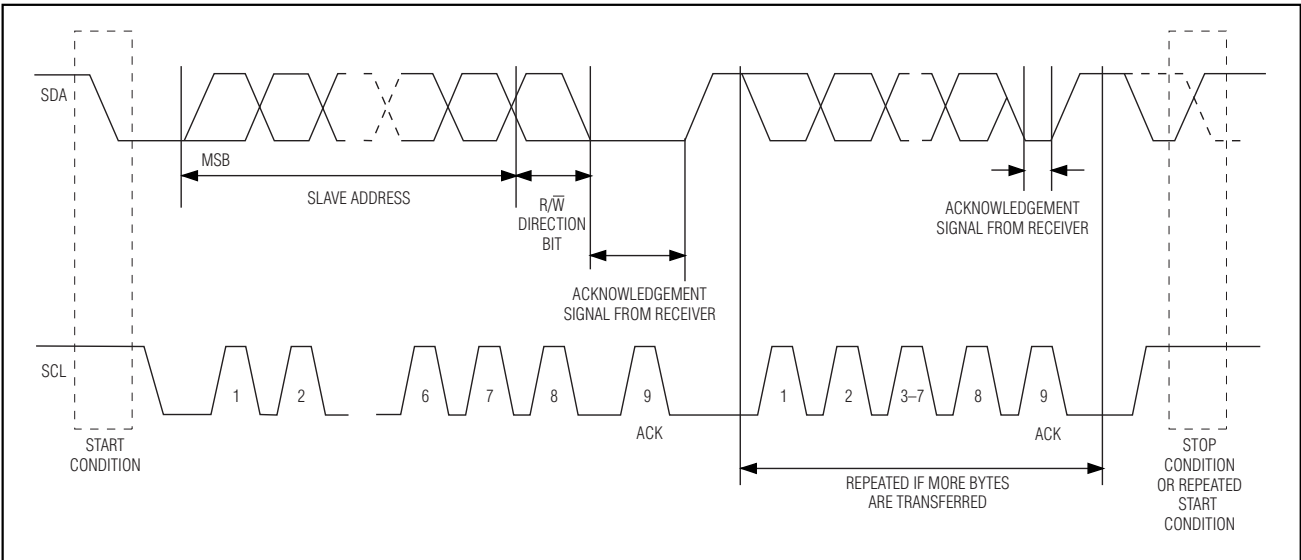 SDA
MSB
SLAVE ADDRESS
R/W̅
DIRECTION
BIT
ACKNOWLEDGEMENT
SIGNAL FROM RECEIVER
ACKNOWLEDGEMENT
SIGNAL FROM RECEIVER
SCL
1 2 6 7 8 9 1 2 3–7 8 9
ACK ACK
START
CONDITION
REPEATED IF MORE BYTES
ARE TRANSFERRED
STOP
CONDITION
OR REPEATED
START
CONDITION